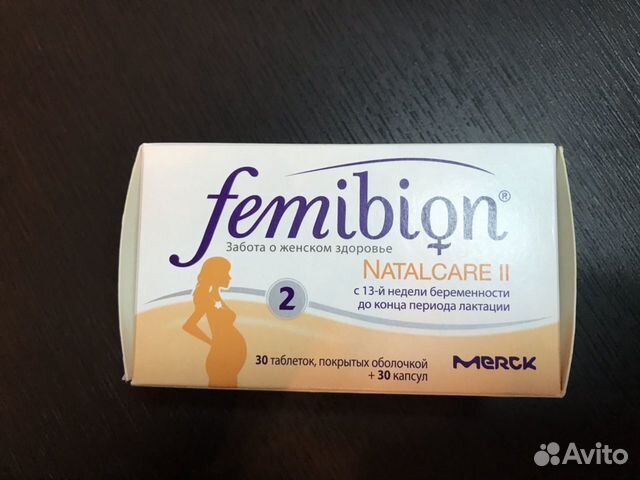 femibion®
Забота о женском здоровье
NATALCARE II
2
с 13-й недели беременности
до конца периода лактации
30 таблеток, покрытых оболочкой
+ 30 капсул
MERCK
Avito